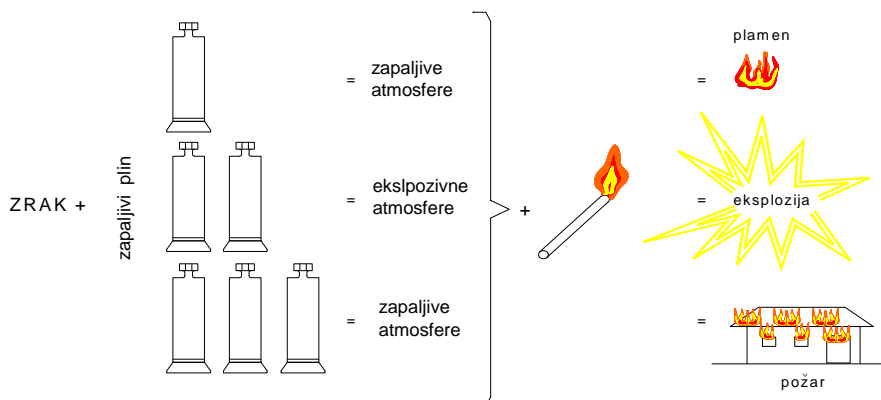 ZRAK +
zapaljivi plin
= zapaljive
atmosfere
= ekslpozivne
atmosfere
= zapaljive
atmosfere
+
plamen
=
= eksplozija
=
požar